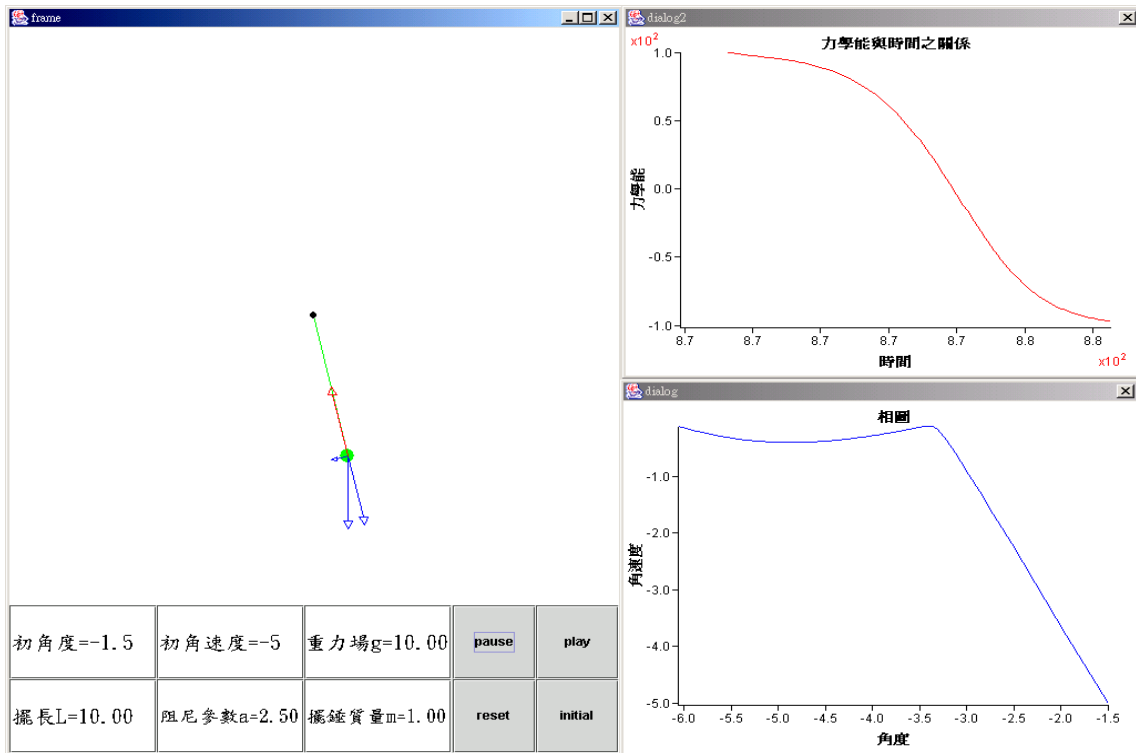 frame
初角度=-1.5
初角速度=-5
重力場g=10.00
pause
play
擺長L=10.00
阻尼參數a=2.50
擺錘質量m=1.00
reset
initial
dialog2
力學能與時間之關係
x10²
1.0
0.5
0.0
-0.5
-1.0
力學能
8.7 8.7 8.7 8.7 8.7 8.8 8.8
時間
x10²
dialog
相圖
-1.0
-2.0
-3.0
-4.0
-5.0
角速度
-6.0 -5.5 -5.0 -4.5 -4.0 -3.5 -3.0 -2.5 -2.0 -1.5
角度